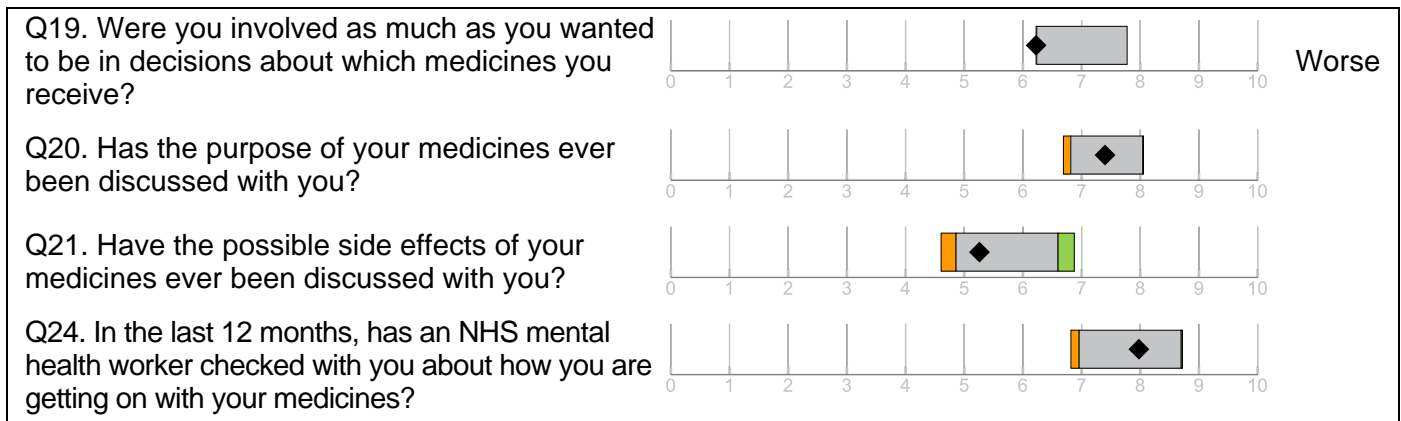 Q19. Were you involved as much as you wanted
to be in decisions about which medicines you
receive?
Worse
0 1 2 3 4 5 6 7 8 9 10
Q20. Has the purpose of your medicines ever
been discussed with you?
0 1 2 3 4 5 6 7 8 9 10
Q21. Have the possible side effects of your
medicines ever been discussed with you?
0 1 2 3 4 5 6 7 8 9 10
Q24. In the last 12 months, has an NHS mental
health worker checked with you about how you are
getting on with your medicines?
0 1 2 3 4 5 6 7 8 9 10